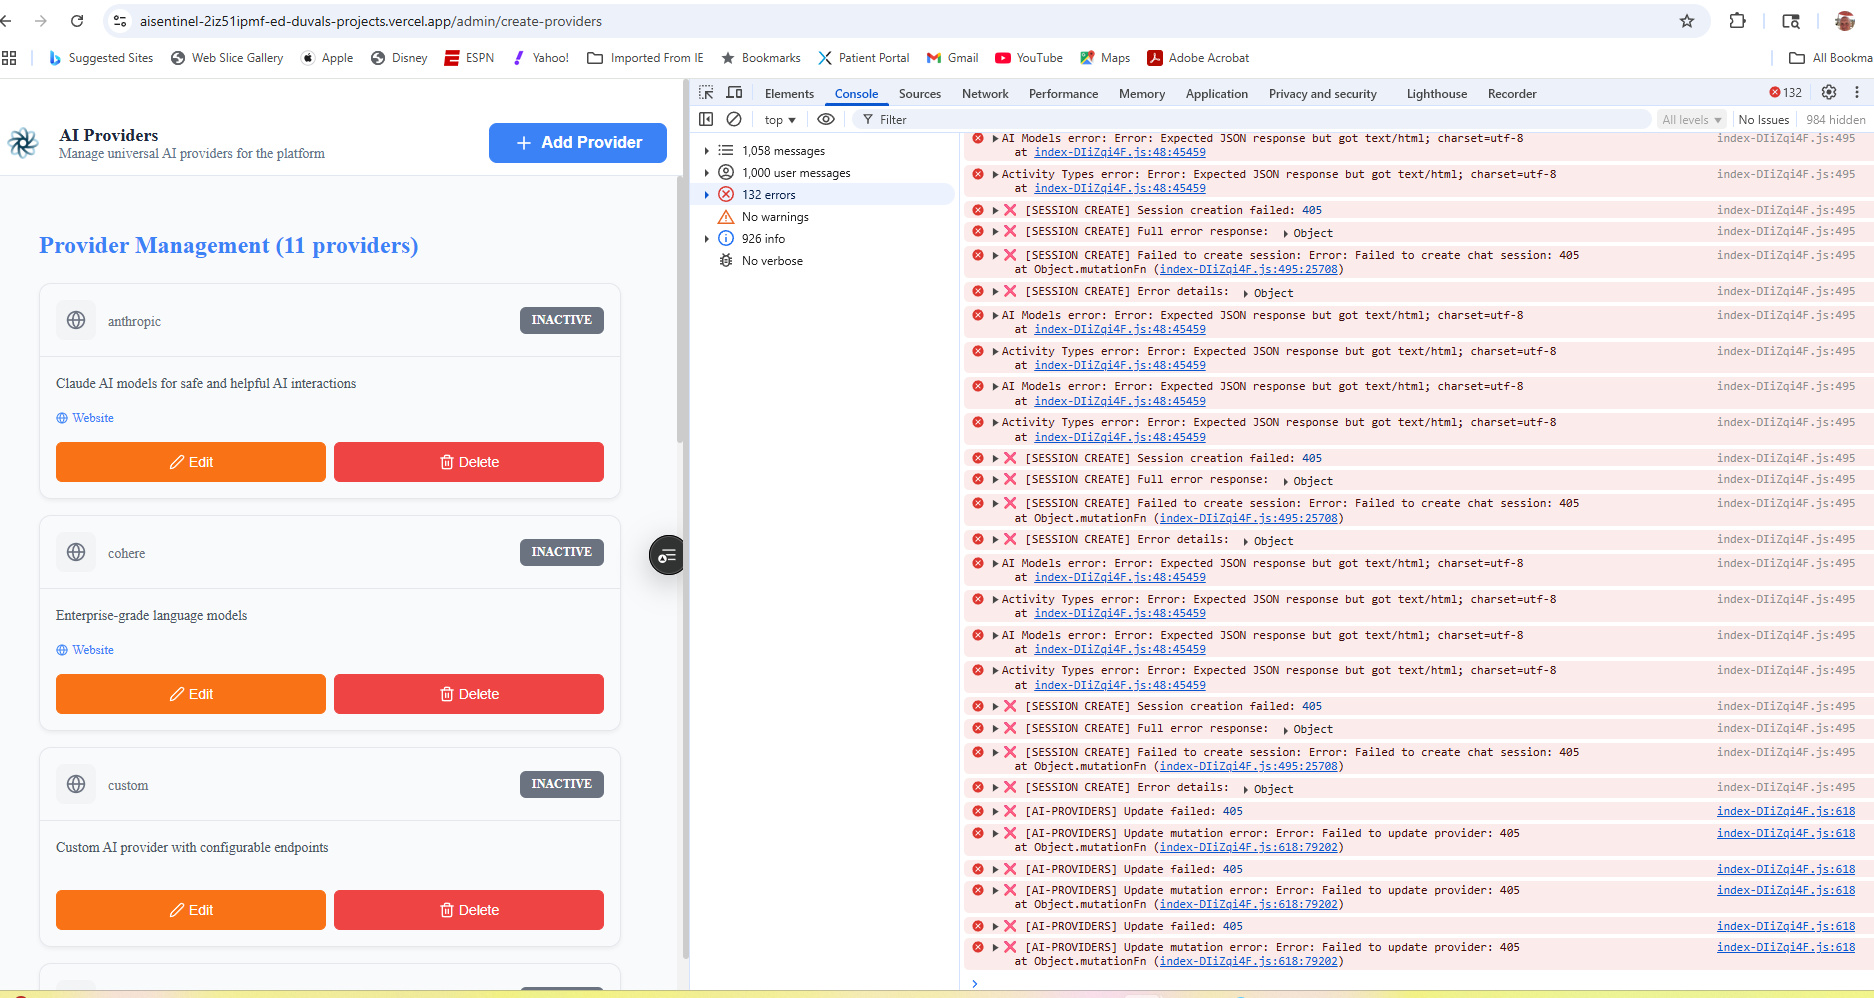 aisentinel-2iz51ipmf-ed-duvals-projects.vercel.app/admin/create-providers
Suggested Sites
Web Slice Gallery
Apple
Disney
ESPN
Yahoo!
Imported From IE
Bookmarks
Patient Portal
Gmail
YouTube
Maps
Adobe Acrobat
All Bookma
AI Providers
Manage universal AI providers for the platform
Add Provider
Provider Management (11 providers)
anthropic
INACTIVE
Claude AI models for safe and helpful AI interactions
Website
Edit
Delete
cohere
INACTIVE
Enterprise-grade language models
Website
Edit
Delete
custom
INACTIVE
Custom AI provider with configurable endpoints
Edit
Delete
Elements
Console
Sources
Network
Performance
Memory
Application
Privacy and security
Lighthouse
Recorder
132
top
Filter
All levels
No Issues
984 hidden
1,058 messages
1,000 user messages
132 errors
No warnings
926 info
No verbose
AI Models error: Error: Expected JSON response but got text/html; charset=utf-8 index-DIiZqi4F.js:495
at index-DIiZqi4F.js:48:45459
Activity Types error: Error: Expected JSON response but got text/html; charset=utf-8 index-DIiZqi4F.js:495
at index-DIiZqi4F.js:48:45459
[SESSION CREATE] Session creation failed: 405 index-DIiZqi4F.js:495
[SESSION CREATE] Full error response: Object index-DIiZqi4F.js:495
[SESSION CREATE] Failed to create session: Error: Failed to create chat session: 405 index-DIiZqi4F.js:495
at Object.mutationFn (index-DIiZqi4F.js:495:25708)
[SESSION CREATE] Error details: Object index-DIiZqi4F.js:495
AI Models error: Error: Expected JSON response but got text/html; charset=utf-8 index-DIiZqi4F.js:495
at index-DIiZqi4F.js:48:45459
Activity Types error: Error: Expected JSON response but got text/html; charset=utf-8 index-DIiZqi4F.js:495
at index-DIiZqi4F.js:48:45459
AI Models error: Error: Expected JSON response but got text/html; charset=utf-8 index-DIiZqi4F.js:495
at index-DIiZqi4F.js:48:45459
Activity Types error: Error: Expected JSON response but got text/html; charset=utf-8 index-DIiZqi4F.js:495
at index-DIiZqi4F.js:48:45459
[SESSION CREATE] Session creation failed: 405 index-DIiZqi4F.js:495
[SESSION CREATE] Full error response: Object index-DIiZqi4F.js:495
[SESSION CREATE] Failed to create session: Error: Failed to create chat session: 405 index-DIiZqi4F.js:495
at Object.mutationFn (index-DIiZqi4F.js:495:25708)
[SESSION CREATE] Error details: Object index-DIiZqi4F.js:495
AI Models error: Error: Expected JSON response but got text/html; charset=utf-8 index-DIiZqi4F.js:495
at index-DIiZqi4F.js:48:45459
Activity Types error: Error: Expected JSON response but got text/html; charset=utf-8 index-DIiZqi4F.js:495
at index-DIiZqi4F.js:48:45459
AI Models error: Error: Expected JSON response but got text/html; charset=utf-8 index-DIiZqi4F.js:495
at index-DIiZqi4F.js:48:45459
Activity Types error: Error: Expected JSON response but got text/html; charset=utf-8 index-DIiZqi4F.js:495
at index-DIiZqi4F.js:48:45459
[SESSION CREATE] Session creation failed: 405 index-DIiZqi4F.js:495
[SESSION CREATE] Full error response: Object index-DIiZqi4F.js:495
[SESSION CREATE] Failed to create session: Error: Failed to create chat session: 405 index-DIiZqi4F.js:495
at Object.mutationFn (index-DIiZqi4F.js:495:25708)
[SESSION CREATE] Error details: Object index-DIiZqi4F.js:495
[AI-PROVIDERS] Update failed: 405 index-DIiZqi4F.js:618
[AI-PROVIDERS] Update mutation error: Error: Failed to update provider: 405 index-DIiZqi4F.js:618
at Object.mutationFn (index-DIiZqi4F.js:618:79202)
[AI-PROVIDERS] Update failed: 405 index-DIiZqi4F.js:618
[AI-PROVIDERS] Update mutation error: Error: Failed to update provider: 405 index-DIiZqi4F.js:618
at Object.mutationFn (index-DIiZqi4F.js:618:79202)
[AI-PROVIDERS] Update failed: 405 index-DIiZqi4F.js:618
[AI-PROVIDERS] Update mutation error: Error: Failed to update provider: 405 index-DIiZqi4F.js:618
at Object.mutationFn (index-DIiZqi4F.js:618:79202)